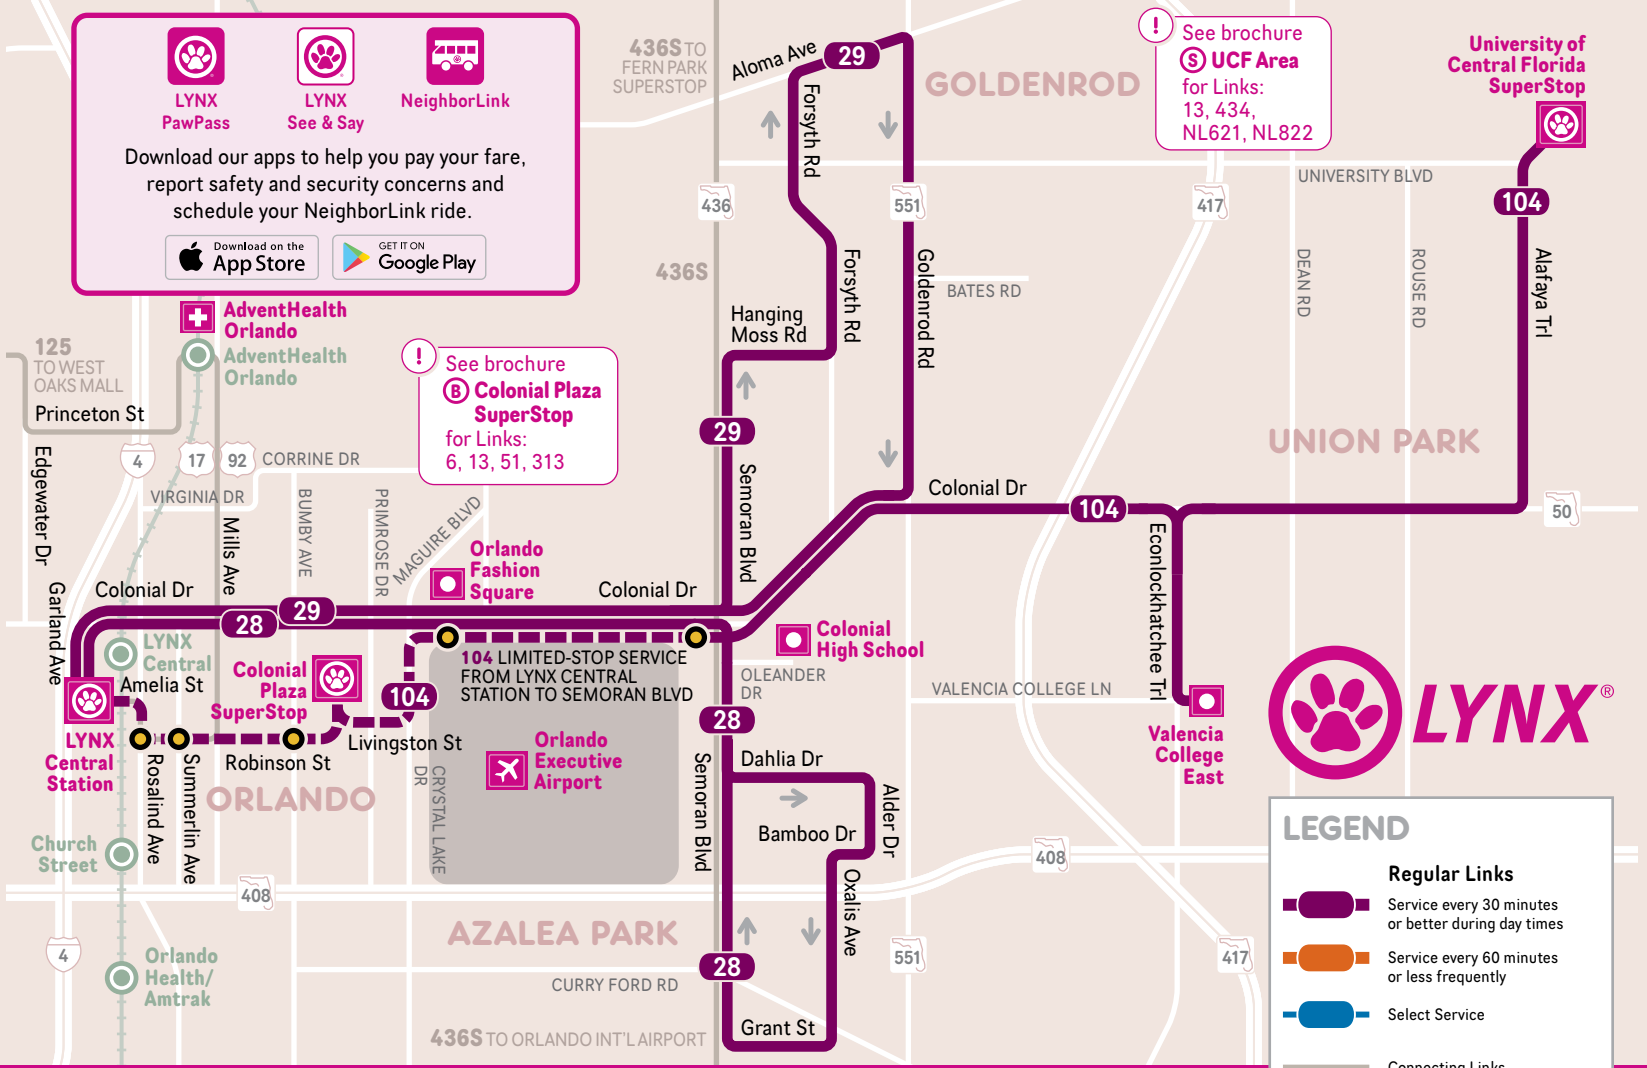 LYNX
PawPass
LYNX
See & Say
NeighborLink
Download our apps to help you pay your fare,
report safety and security concerns and
schedule your NeighborLink ride.
Download on the
App Store
GET IT ON
Google Play
436S TO
FERN PARK
SUPERSTOP
Aloma Ave
29
GOLDENROD
!
See brochure
S UCF Area
for Links:
13, 434,
NL621, NL822
University of
Central Florida
SuperStop
UNIVERSITY BLVD
104
Forsyth Rd
436
551
417
436S
Forsyth Rd
Goldenrod Rd
BATES RD
DEAN RD
ROUSE RD
Alafaya Trl
AdventHealth
Orlando
AdventHealth
Orlando
125
TO WEST
OAKS MALL
Princeton St
!
See brochure
B Colonial Plaza
SuperStop
for Links:
6, 13, 51, 313
Hanging
Moss Rd
29
UNION PARK
4
17
92
CORRINE DR
VIRGINIA DR
Edgewater Dr
Mills Ave
BUMBY AVE
PRIMROSE DR
MAGUIRE BLVD
Semoran Blvd
Colonial Dr
104
50
Econlockhatchee Trl
Orlando
Fashion
Square
Garland Ave
Colonial Dr
Colonial Dr
29
28
LYNX
Central
Amelia St
Colonial
Plaza
SuperStop
104
104 LIMITED-STOP SERVICE
FROM LYNX CENTRAL
STATION TO SEMORAN BLVD
Colonial
High School
OLEANDER
DR
VALENCIA COLLEGE LN
LYNX®
LYNX
Central
Station
Robinson St
Livingston St
28
Valencia
College
East
Orlando
Executive
Airport
Dahlia Dr
Rosalind Ave
Summerlin Ave
ORLANDO
CRYSTAL LAKE
DR
Semoran Blvd
Alder Dr
Bamboo Dr
Church
Street
408
408
Oxalis Ave
AZALEA PARK
4
551
417
Orlando
Health/
Amtrak
28
CURRY FORD RD
436S TO ORLANDO INT'L AIRPORT
Grant St
LEGEND
Regular Links
Service every 30 minutes
or better during day times
Service every 60 minutes
or less frequently
Select Service
Connecting Links